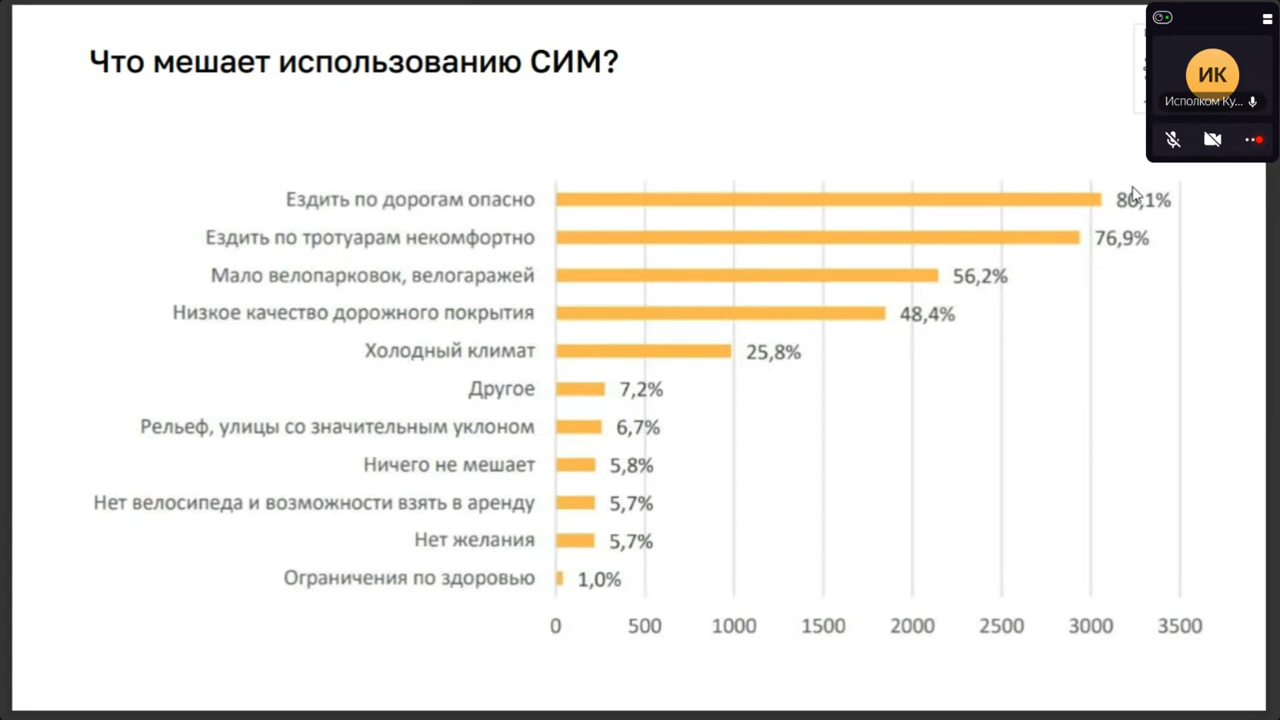 Что мешает использованию СИМ?
ИК
Исполком Ку...
Ездить по дорогам опасно
Ездить по тротуарам некомфортно 76,9%
Мало велопарковок, велогаражей 56,2%
Низкое качество дорожного покрытия 48,4%
Холодный климат 25,8%
Другое 7,2%
Рельеф, улицы со значительным уклоном 6,7%
Ничего не мешает 5,8%
Нет велосипеда и возможности взять в аренду 5,7%
Нет желания 5,7%
Ограничения по здоровью 1,0%
0 500 1000 1500 2000 2500 3000 3500